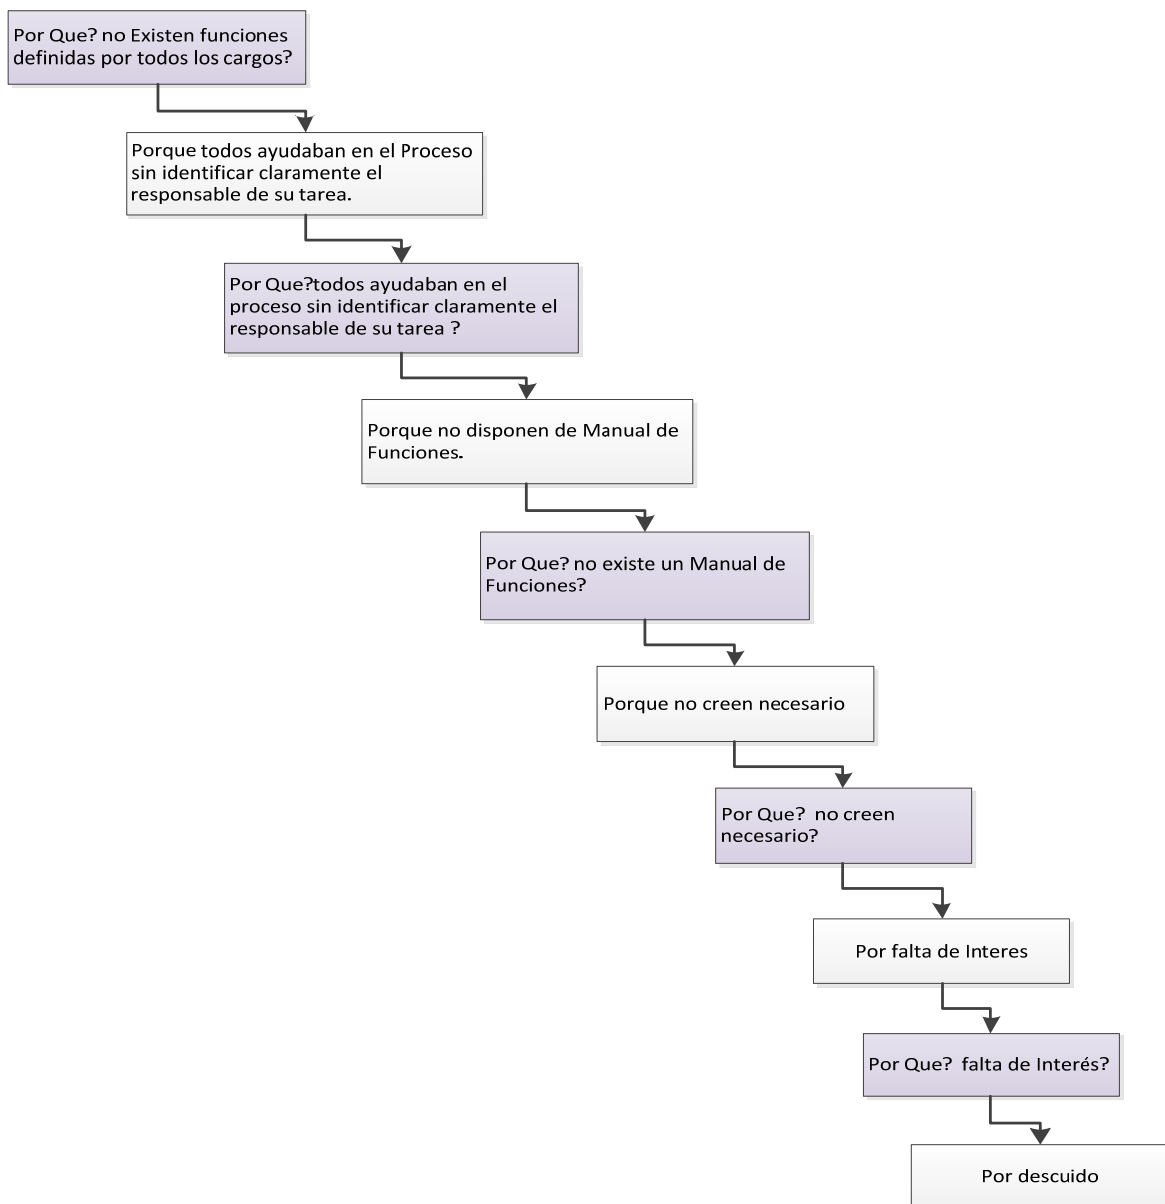 Por Que? no Existen funciones
definidas por todos los cargos?
Porque todos ayudaban en el Proceso
sin identificar claramente el
responsable de su tarea.
Por Que?todos ayudaban en el
proceso sin identificar claramente el
responsable de su tarea ?
Porque no disponen de Manual de
Funciones.
Por Que? no existe un Manual de
Funciones?
Porque no creen necesario
Por Que?  no creen
necesario?
Por falta de Interes
Por Que?  falta de Interés?
Por descuido